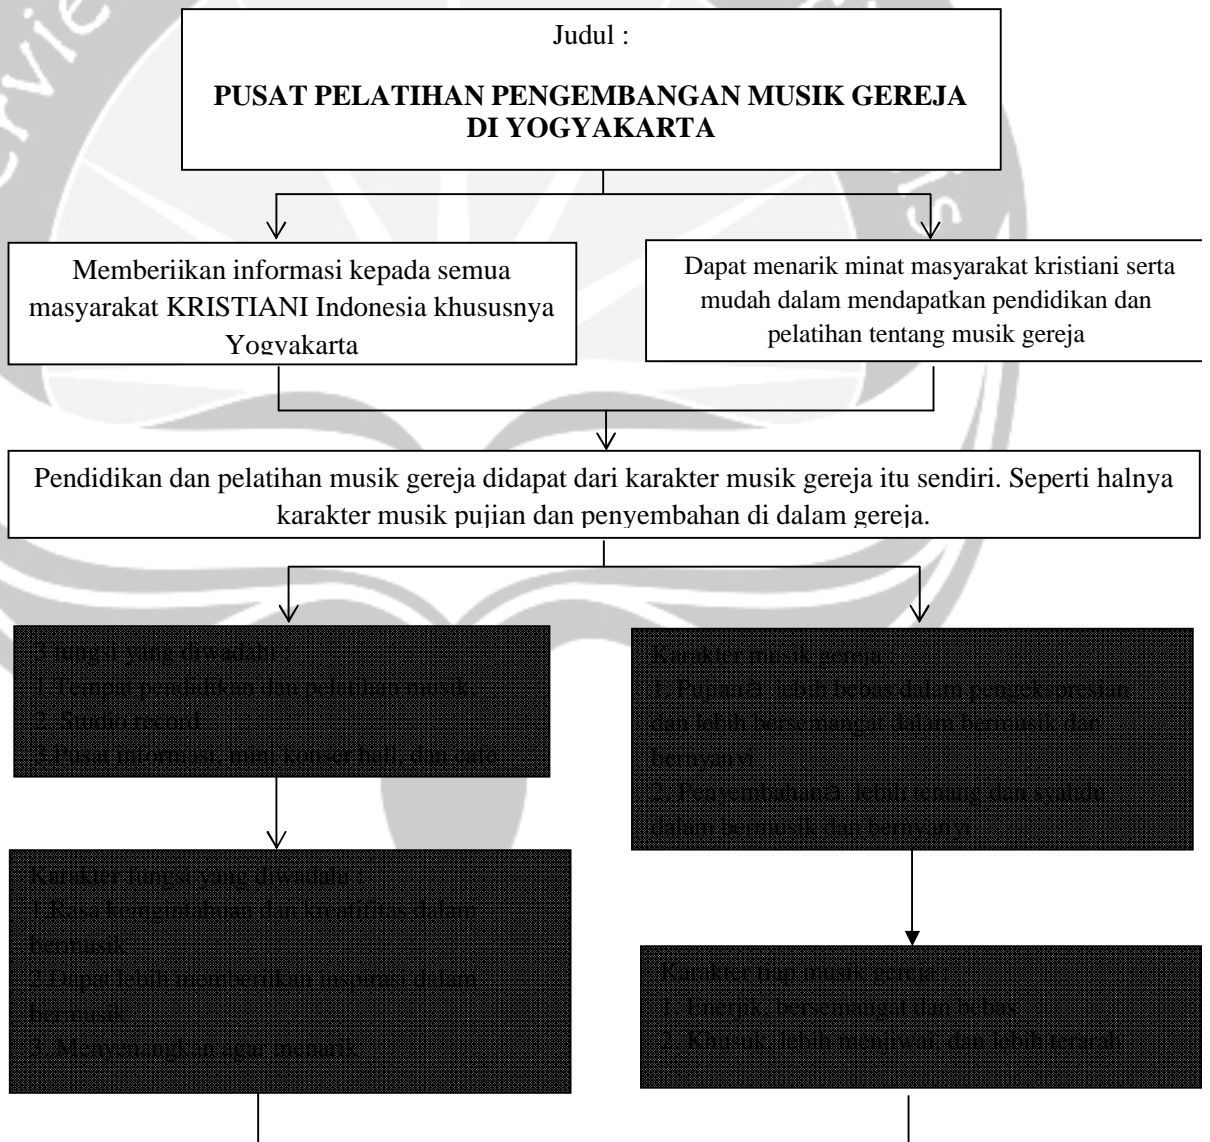 Judul :
PUSAT PELATIHAN PENGEMBANGAN MUSIK GEREJA
DI YOGYAKARTA
Memberiikan informasi kepada semua
masyarakat KRISTIANI Indonesia khususnya
Yogyakarta
Dapat menarik minat masyarakat kristiani serta
mudah dalam mendapatkan pendidikan dan
pelatihan tentang musik gereja
Pendidikan dan pelatihan musik gereja didapat dari karakter musik gereja itu sendiri. Seperti halnya
karakter musik pujian dan penyembahan di dalam gereja.
3 fungsi yang diwadahi :
1.Tempat pendidikan dan pelatihan musik
2. Studio record
3.Pusat informasi, mini konser hall, dan cafe
Karakter musik gereja :
1. Pujianà lebih bebas dalam pengekspresian
dan lebih bersemangat dalam bermusik dan
bernyanyi
2. Penyembahanà lebih tenang dan syahdu
dalam bermusik dan bernyanyi
Karakter fungsi yang diwadahi :
1.Rasa keingintahuan dan kreatifitas dalam
bermusik
2.Dapat lebih memberiikan inspirasi dalam
bermusik
3. Menyenangkan agar menarik
Karakter tiap musik gereja :
1. Enerjik, bersemangat dan bebas
2. Khusuk, lebih menjiwai, dan lebih terarah